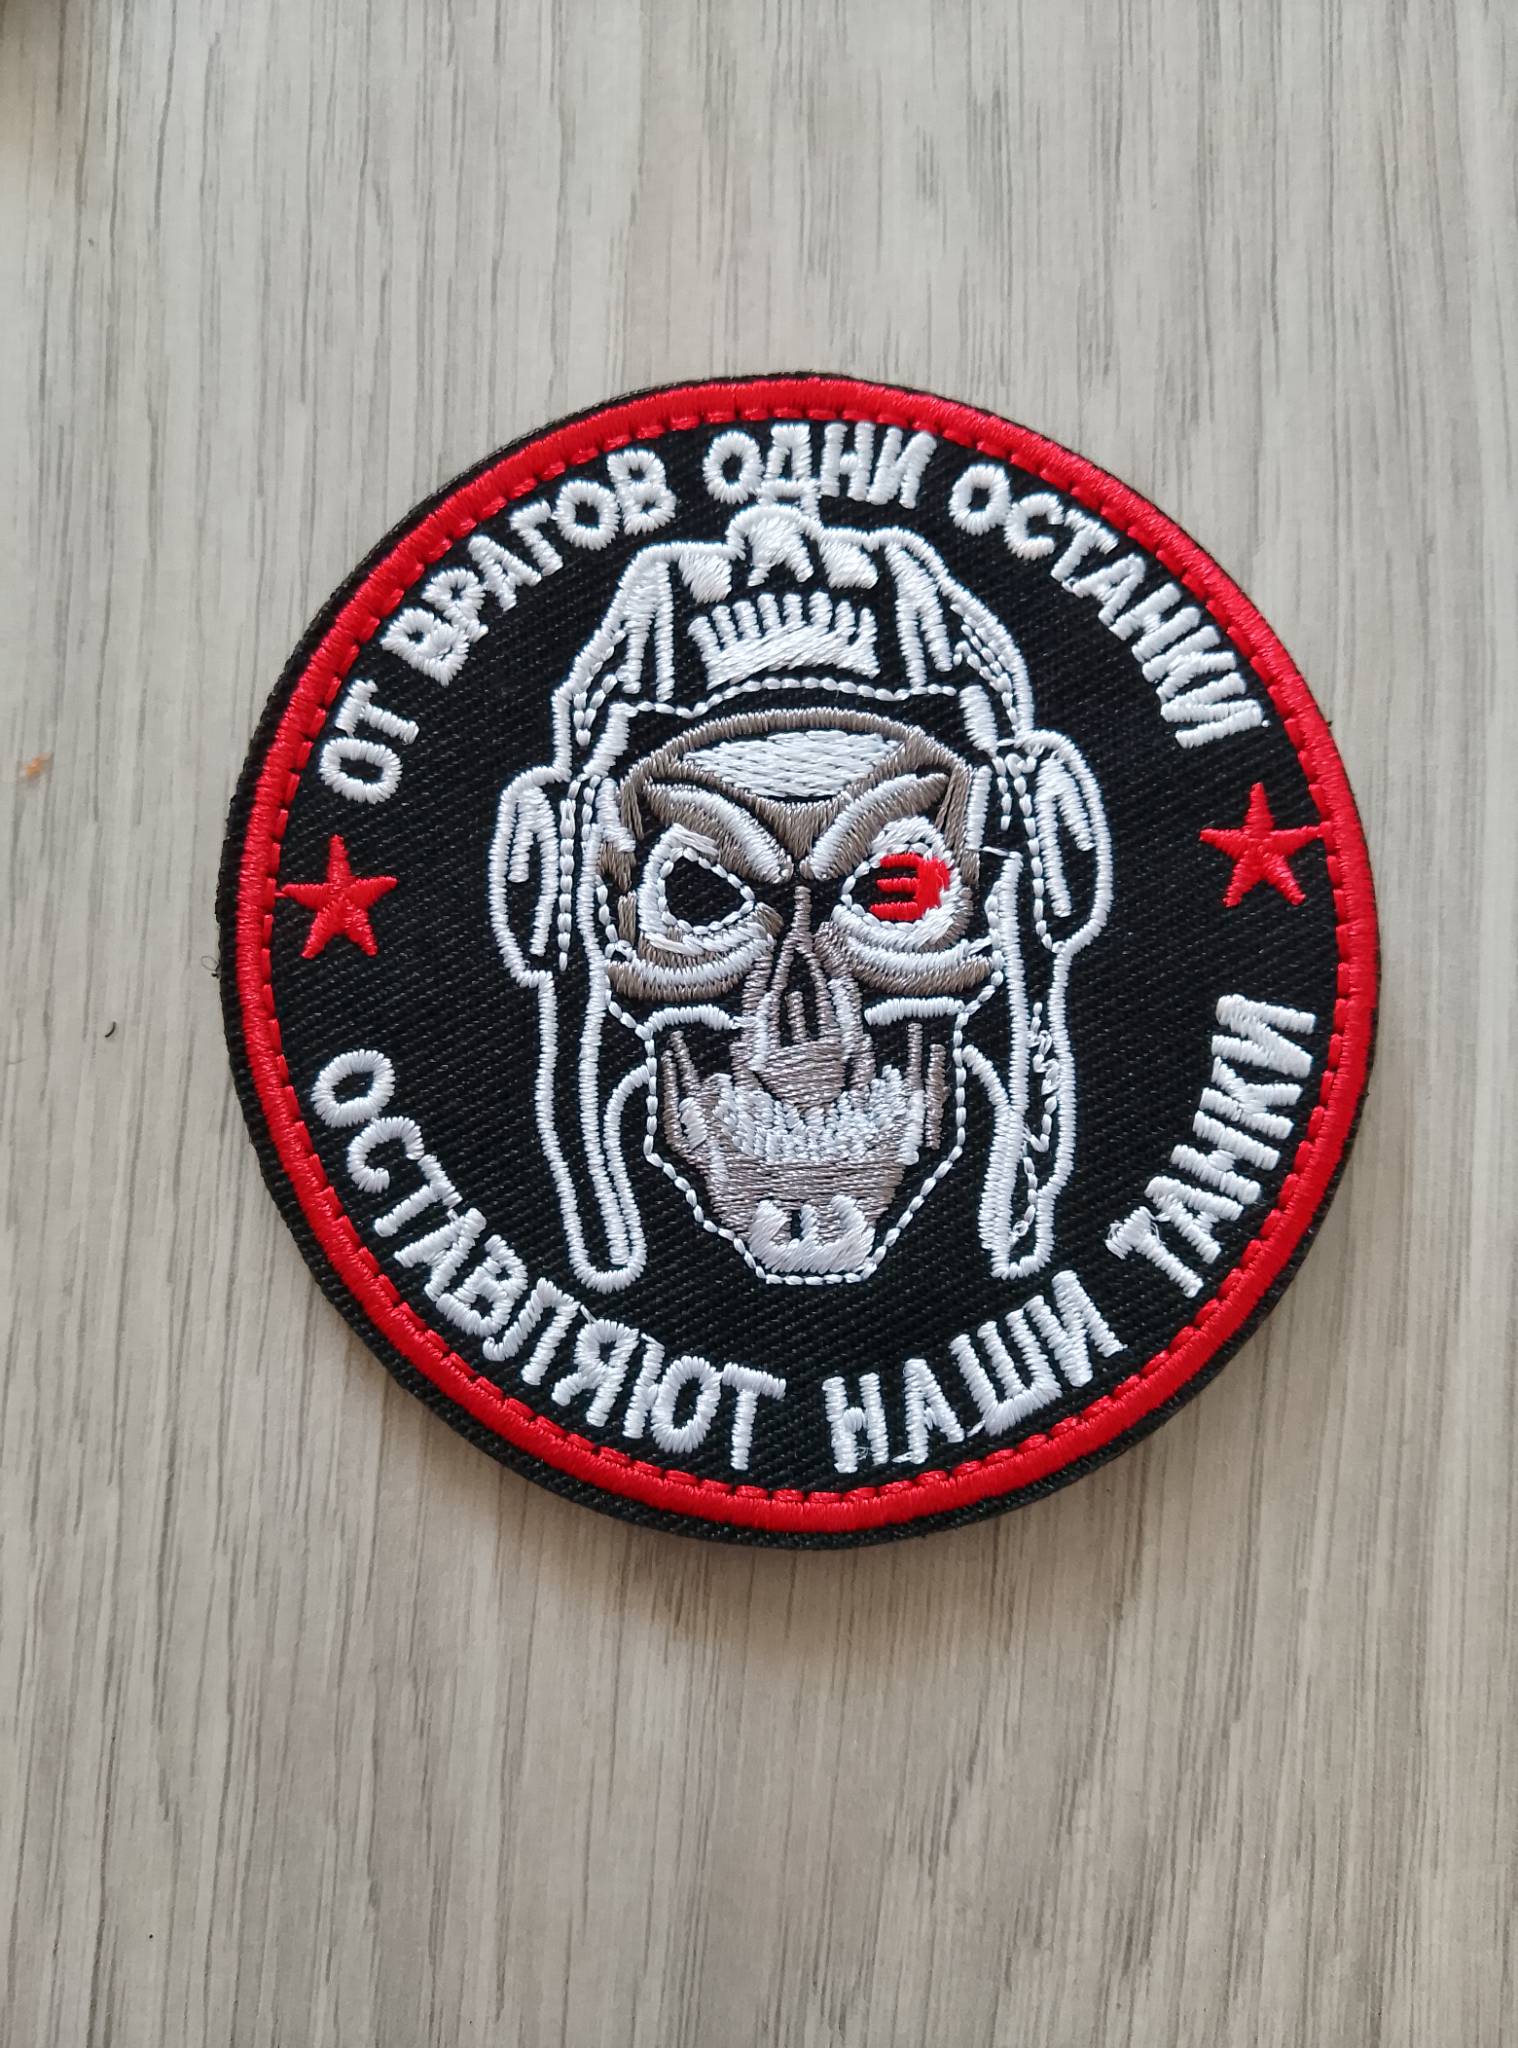 ОТ ВРАГОВ ОДНИ ОСТАНКИ
ОСТАВЛЯЮТ НАШИ ТАНКИ